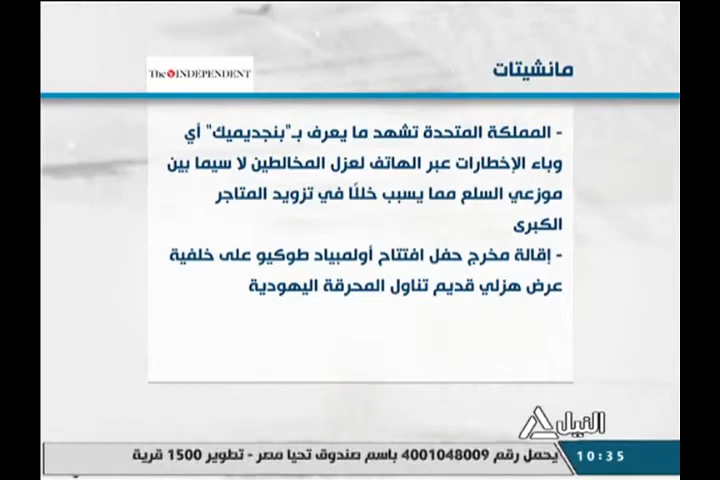 مانشيتات
The INDEPENDENT
- المملكة المتحدة تشهد ما يعرف بـ"بنجديميك" أي
وباء الإخطارات عبر الهاتف لعزل المخالطين لا سيما بين
موزعي السلع مما يسبب خللًا في تزويد المتاجر
الكبرى
- إقالة مخرج حفل افتتاح أولمبياد طوكيو على خلفية
عرض هزلي قديم تناول المحرقة اليهودية
النيل
يحمل رقم 4001048009 باسم صندوق تحيا مصر - تطوير 1500 قرية
10:35